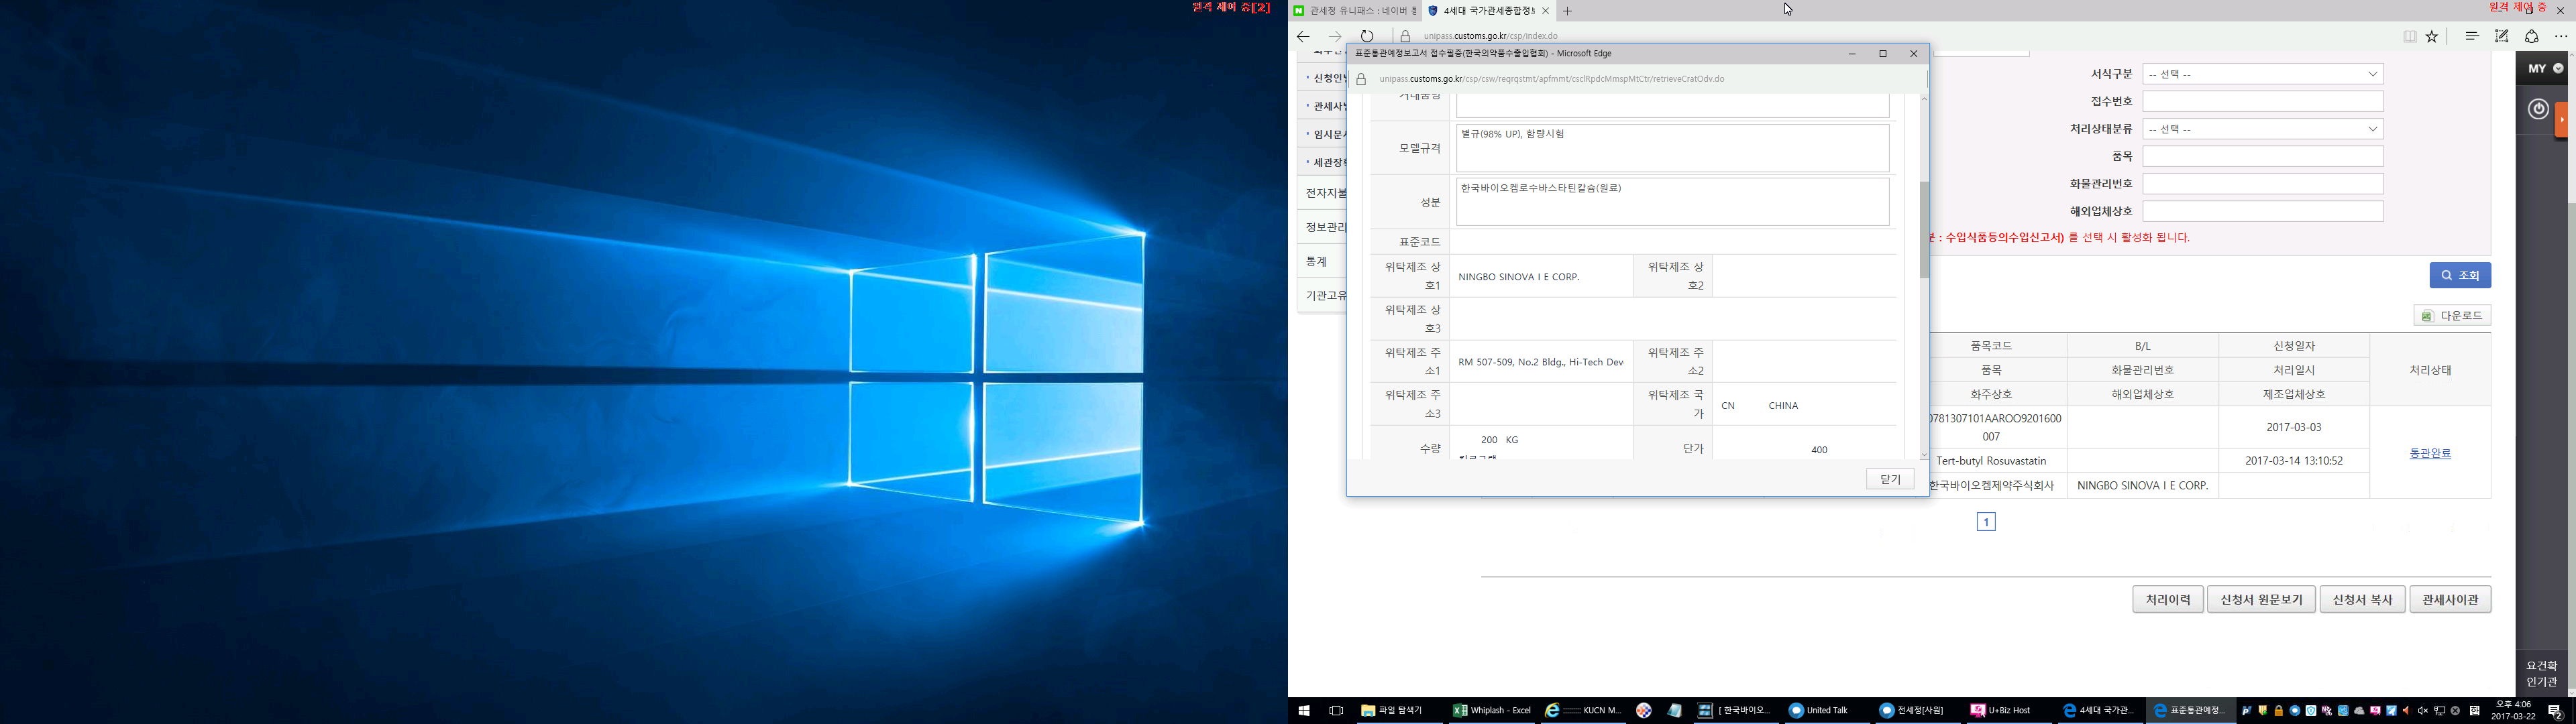 원격 제어 중[2]
관세청 유니패스 : 네이버 통
4세대 국가관세종합정보
원격 제어 중
unipass.customs.go.kr/csp/index.do
표준통관예정보고서 접수필증(한국의약품수출입협회) - Microsoft Edge
unipass.customs.go.kr/csp/csw/reqrqstmt/apfmmt/csclRpdcMmspMtCtr/retrieveCratOdv.do
신청인별
관세사별
임시문서
세관장확
전자지불
정보관리
통계
기관고유
거래품명
모델규격
별규(98% UP), 함량시험
성분
한국바이오켐로수바스타틴칼슘(원료)
표준코드
위탁제조 상호1
NINGBO SINOVA I E CORP.
위탁제조 상호2
위탁제조 상호3
위탁제조 주소1
RM 507-509, No.2 Bldg., Hi-Tech Dev
위탁제조 주소2
위탁제조 주소3
위탁제조 국가
CN CHINA
수량
200 KG
킬로그램
단가
400
닫기
서식구분
-- 선택 --
접수번호
처리상태분류
-- 선택 --
품목
화물관리번호
해외업체상호
분 : 수입식품등의수입신고서) 를 선택 시 활성화 됩니다.
조회
다운로드
품목코드 B/L 신청일자 처리상태
품목 화물관리번호 처리일시
화주상호 해외업체상호 제조업체상호
0781307101AAROO9201600
007
2017-03-03
통관완료
Tert-butyl Rosuvastatin 2017-03-14 13:10:52
한국바이오켐제약주식회사 NINGBO SINOVA I E CORP.
1
처리이력 신청서 원문보기 신청서 복사 관세사이관
MY
요건확
인기관
파일 탐색기
Whiplash - Excel
KUCN M...
[ 한국바이오...
United Talk
전세정[사원]
U+Biz Host
4세대 국가관...
표준통관예정...
오후 4:06
2017-03-22